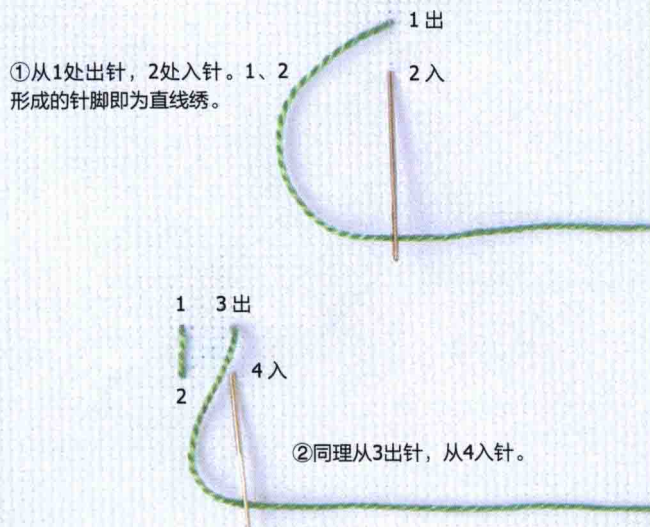 1 出
①从1处出针，2处入针。1、2
2 入
形成的针脚即为直线绣。
1 3 出
4 入
2
②同理从3出针，从4入针。